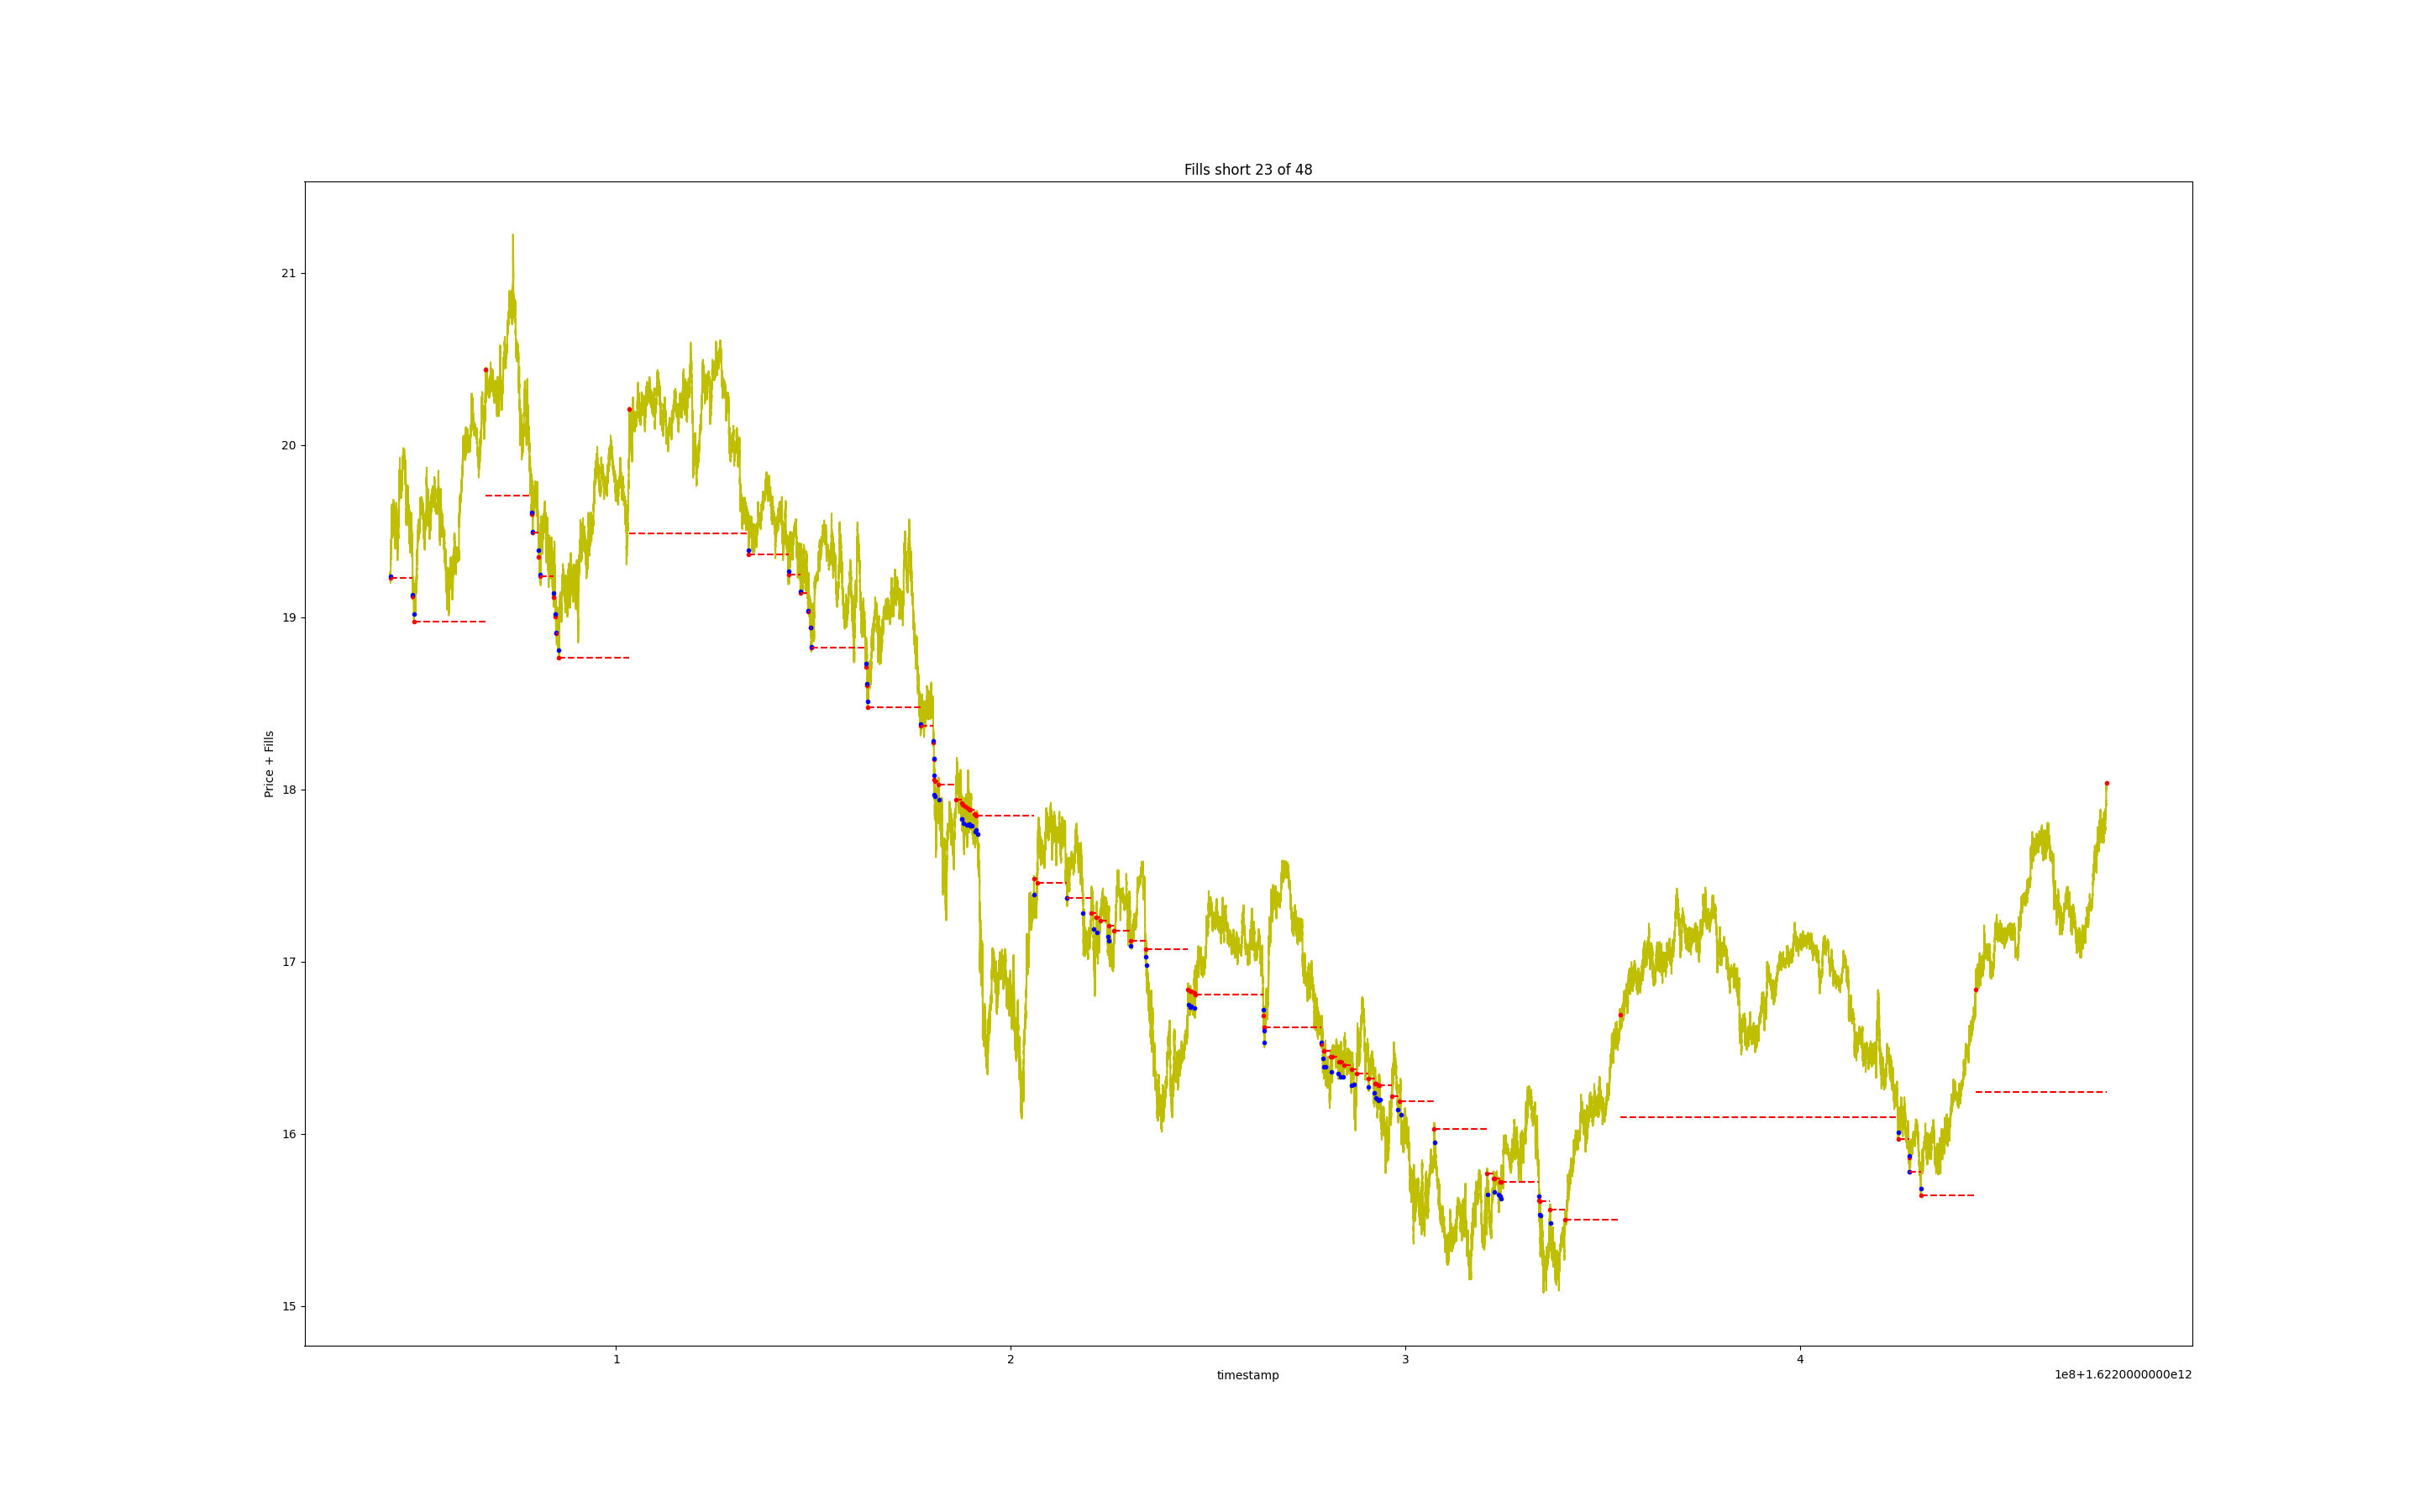 Fills short 23 of 48
Price + Fills
21
20
19
18
17
16
15
1 2 3 4
timestamp
1e8+1.6220000000e12